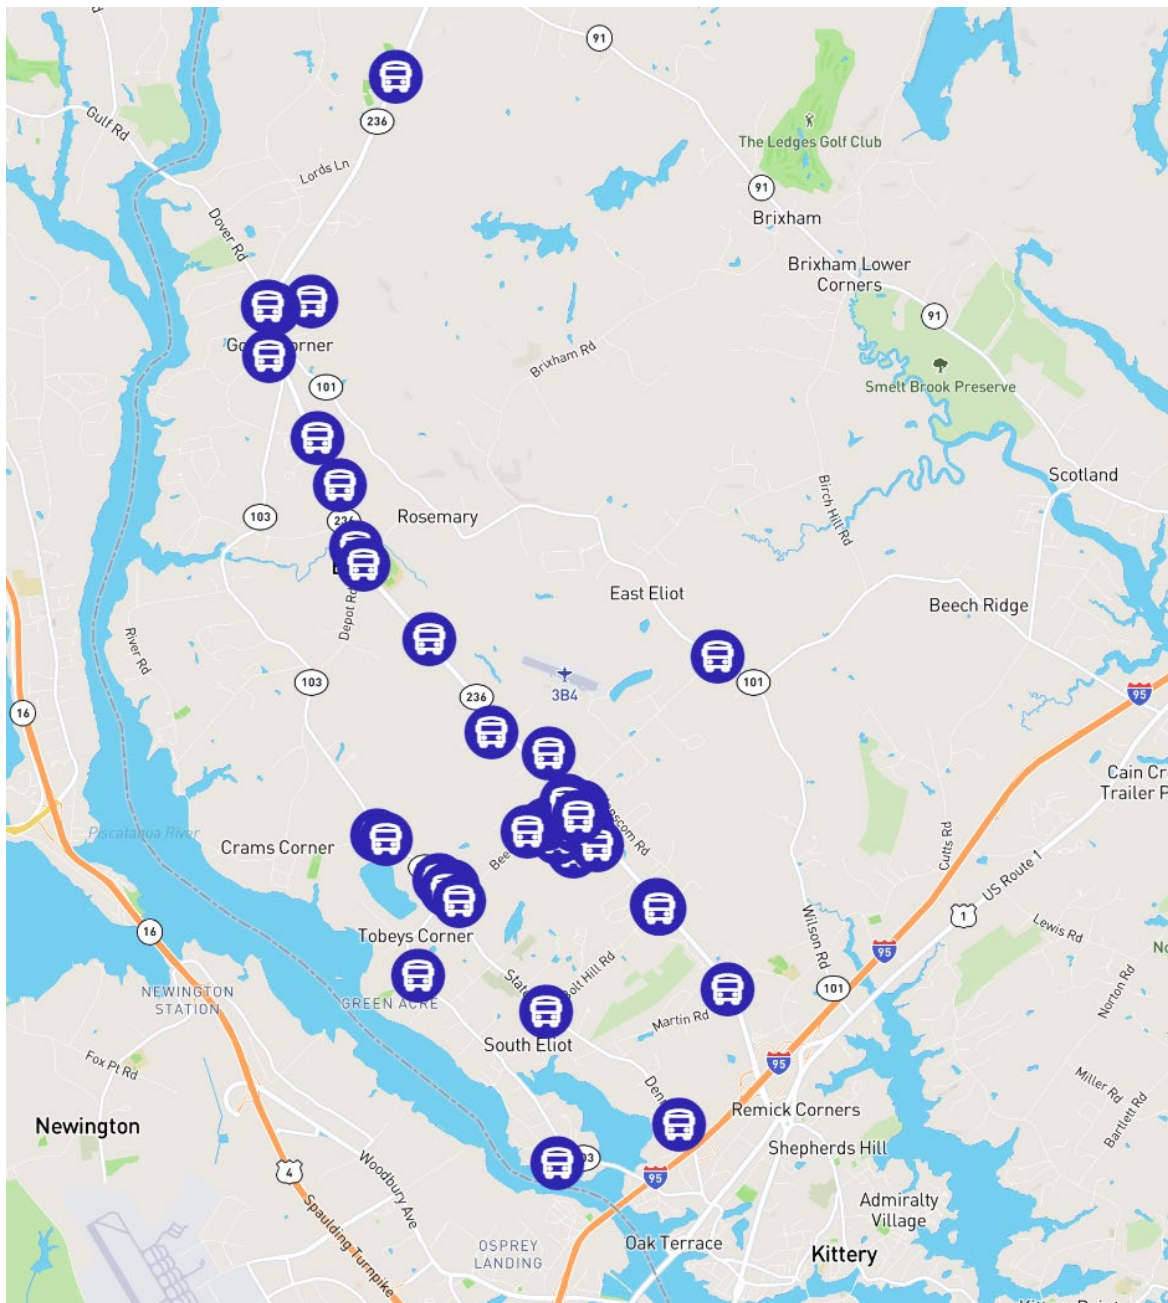 91
236
Gulf Rd
The Ledges Golf Club
Lords Ln
91
Brixham
Dover Rd
Brixham Lower
Corners
91
Brixham Rd
Smelt Brook Preserve
101
Scotland
Birch Hill Rd
103
Rosemary
236
East Eliot
Beech Ridge
Depot Rd
River Rd
103
236
3B4
101
95
16
Trailer
Piscataqua River
Crams Corner
Cutts Rd
US Route 1
1
Lewis Rd
Wilson Rd
16
Tobeys Corner
95
NEWINGTON
STATION
GREEN ACRE
State
Bolt Hill Rd
101
Norton Rd
Martin Rd
South Eliot
Fox Pt Rd
95
Miller Rd
Bartlett Rd
Remick Corners
Newington
Shepherds Hill
Woodbury Ave
4
95
Spaulding Turnpike
Admiralty
Village
OSPREY
LANDING
Oak Terrace
Kittery